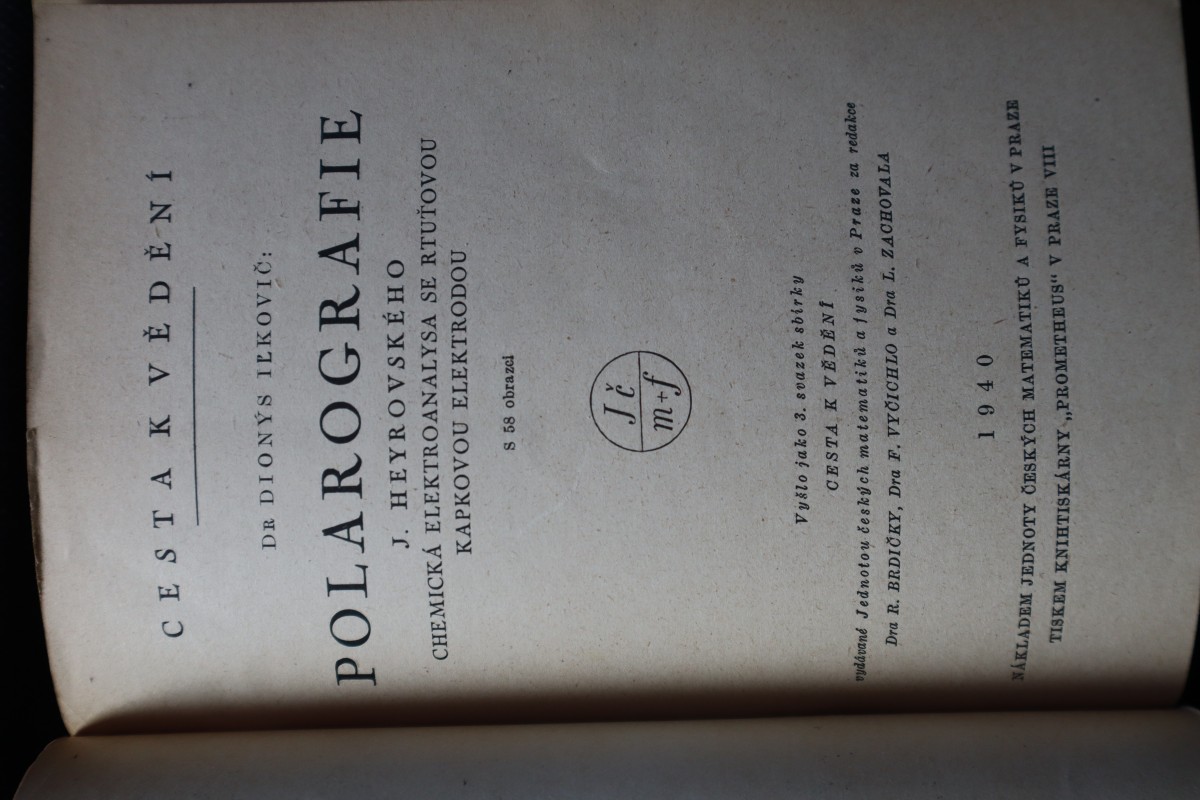 CESTA K VĚDĚNÍ
DR DIONÝS IĽKOVIČ:
POLAROGRAFIE
J. HEYROVSKÉHO
CHEMICKÁ ELEKTROANALYSA SE RTUŤOVOU
KAPKOVOU ELEKTRODOU
S 58 obrazci
J č
m + f
Vyšlo jako 3. svazek sbírky
CESTA K VĚDĚNÍ
vydávané Jednotou českých matematiků a fysiků v Praze za redakce
Dra R. BRDIČKY, Dra F. VYČICHLO a Dra L. ZACHOVALA
1940
NÁKLADEM JEDNOTY ČESKÝCH MATEMATIKŮ A FYSIKŮ V PRAZE
TISKEM KNIHTISKÁRNY „PROMETHEUS“ V PRAZE VIII